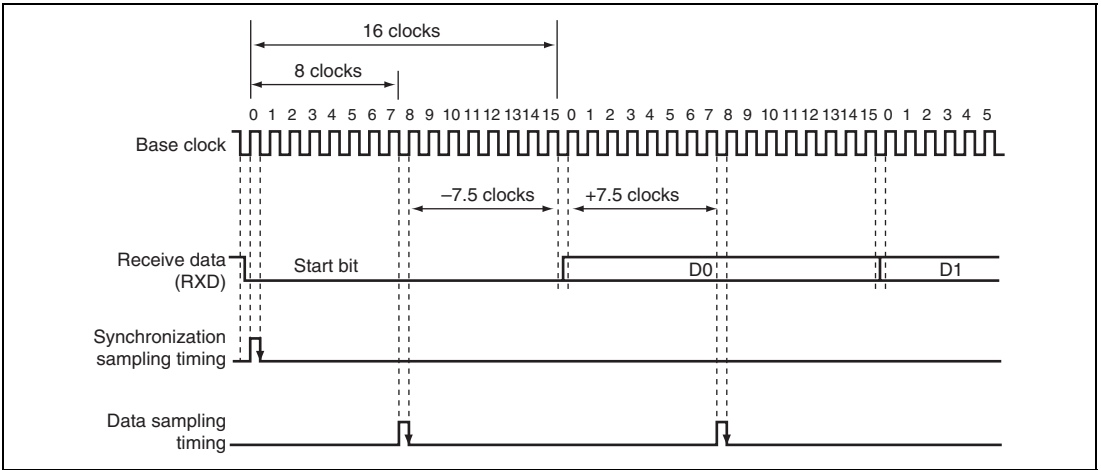 16 clocks
8 clocks
0 1 2 3 4 5 6 7 8 9 10 11 12 13 14 15 0 1 2 3 4 5 6 7 8 9 10 11 12 13 14 15 0 1 2 3 4 5
Base clock
–7.5 clocks +7.5 clocks
Receive data
(RXD)
Start bit D0 D1
Synchronization
sampling timing
Data sampling
timing